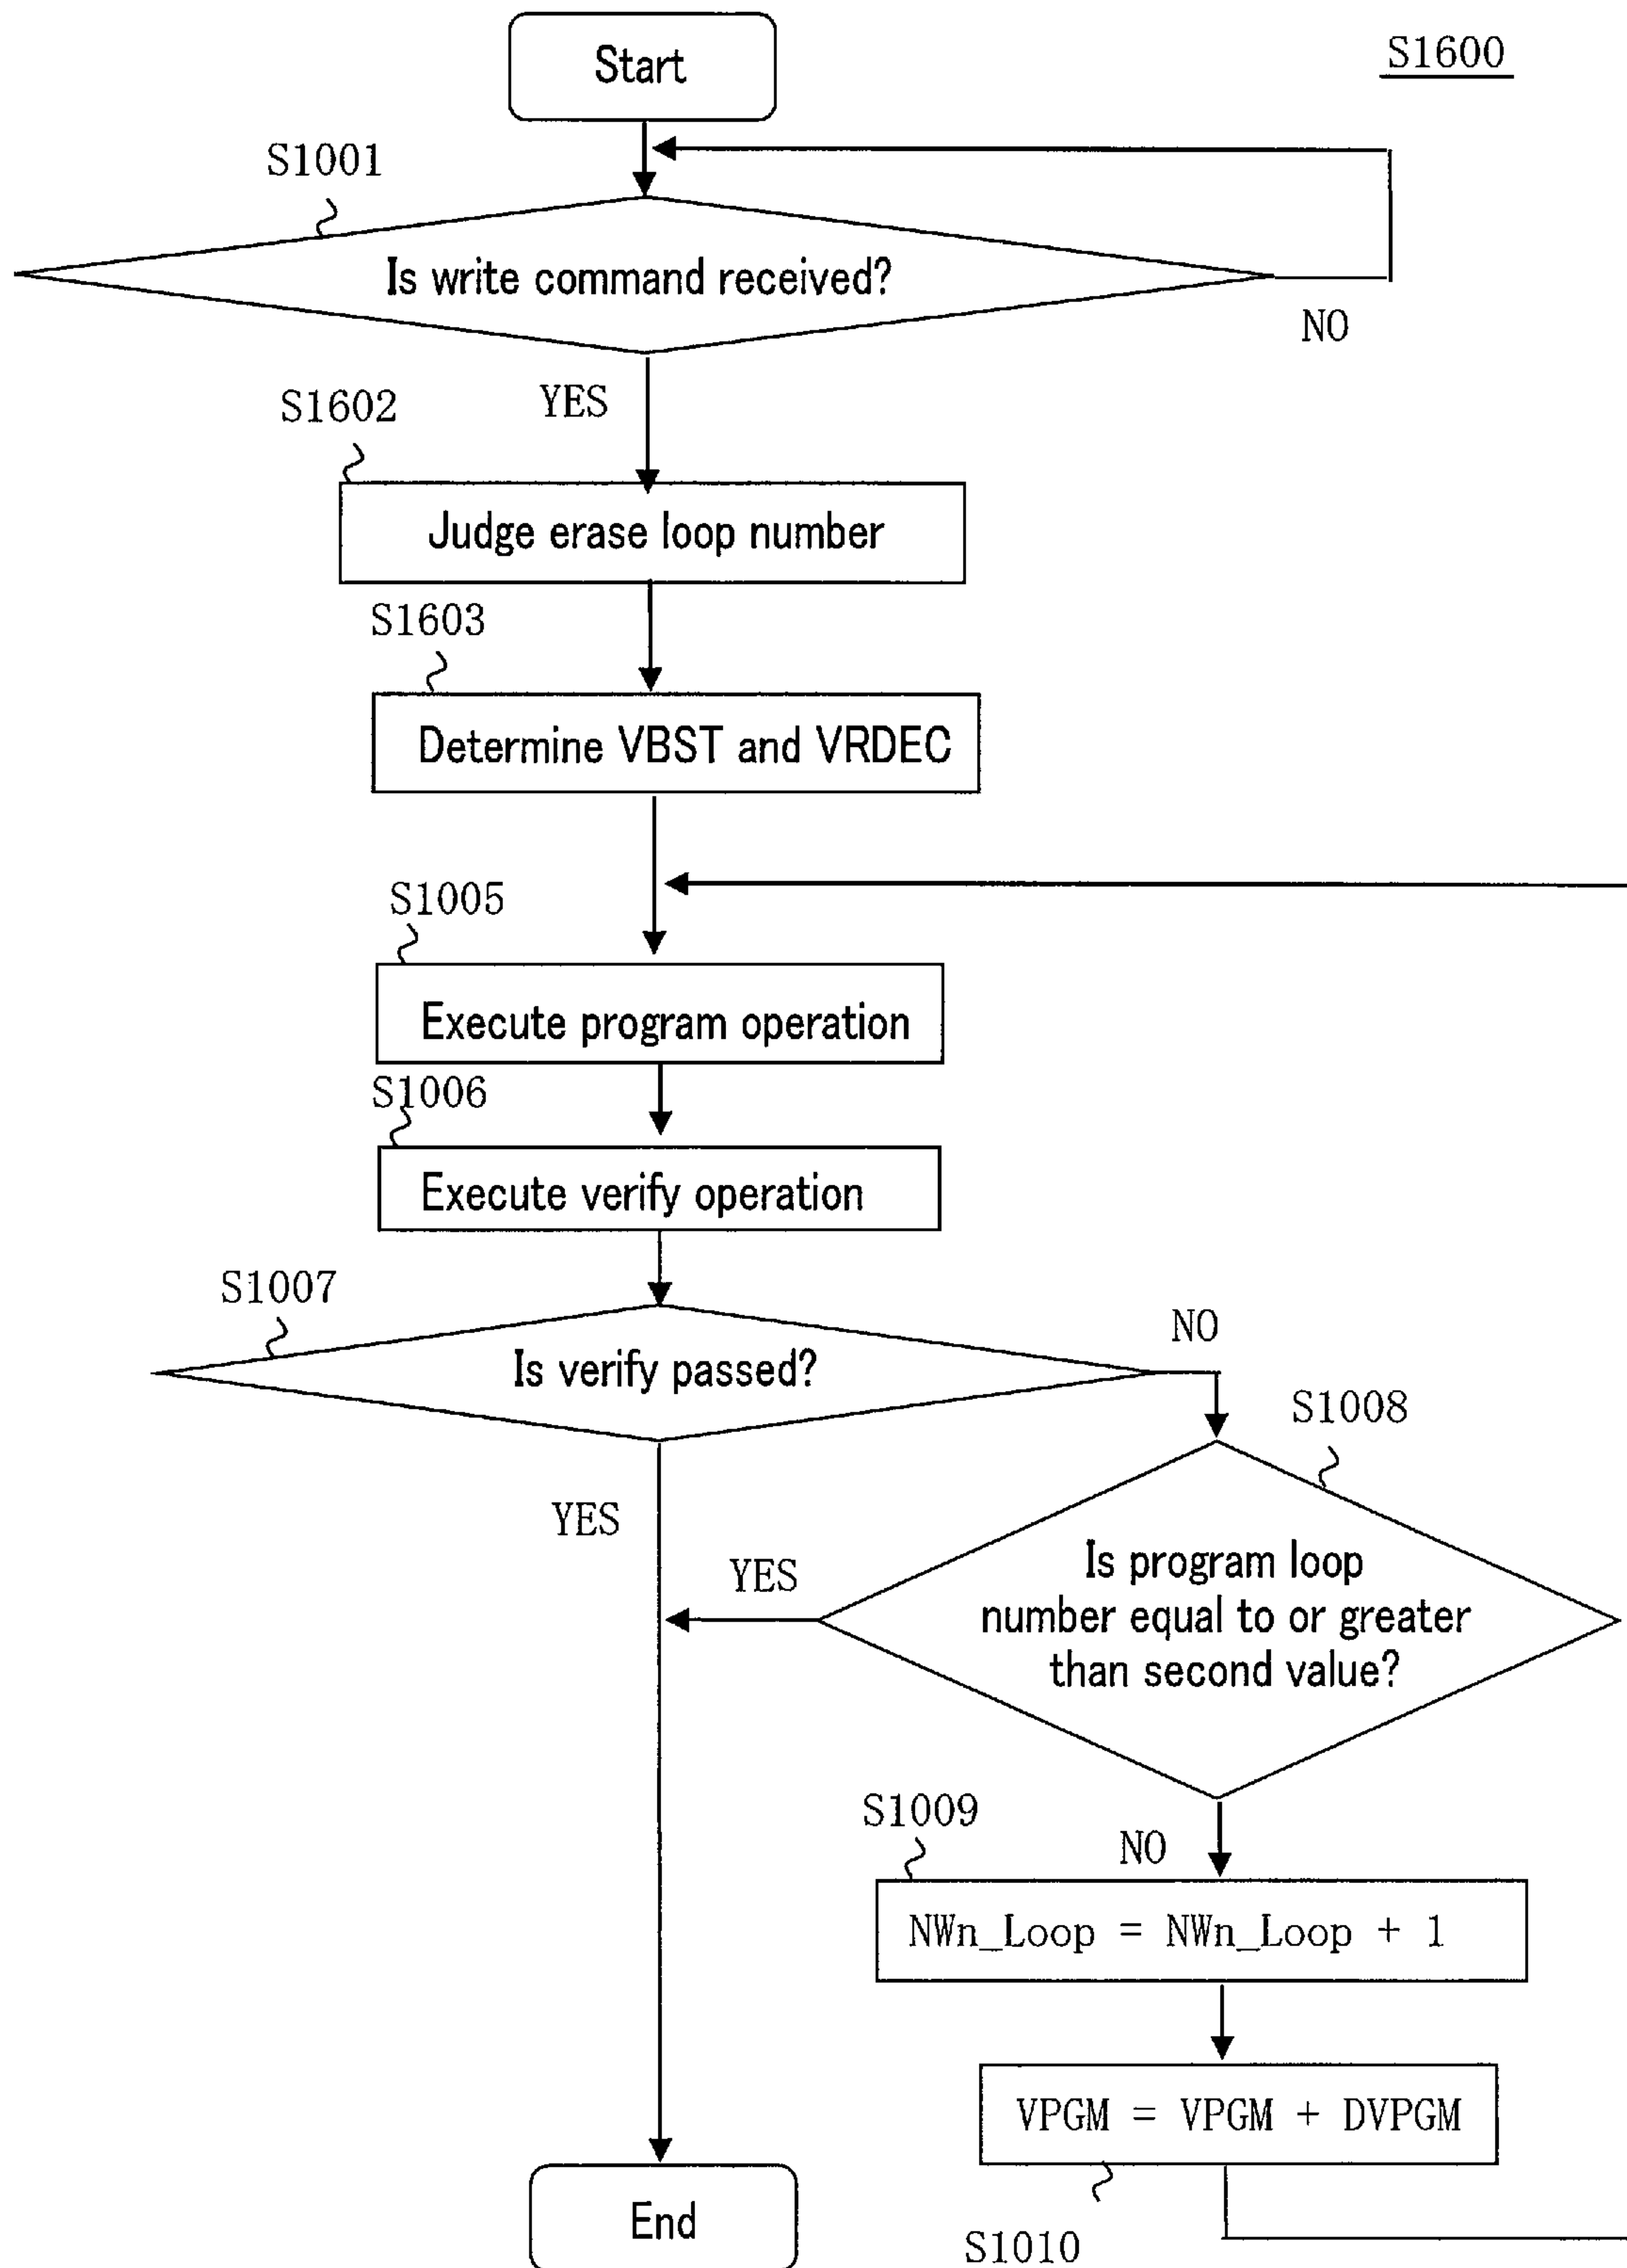 Start
S1600
S1001
Is write command received?
NO
YES
S1602
Judge erase loop number
S1603
Determine VBST and VRDEC
S1005
Execute program operation
S1006
Execute verify operation
S1007
NO
Is verify passed?
S1008
YES
YES
Is program loop
number equal to or greater
than second value?
S1009
NO
NWn_Loop = NWn_Loop + 1
VPGM = VPGM + DVPGM
End
S1010